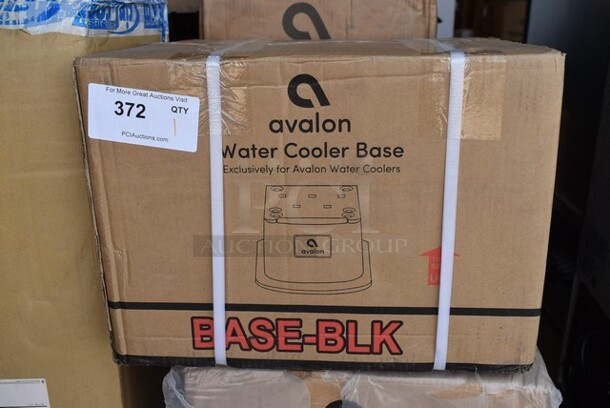 For More Great Auctions Visit
372 QTY
1
PCIAuctions.com
avalon
Water Cooler Base
Exclusively for Avalon Water Coolers
avalon
AUCTION GROUP
BASE-BLK